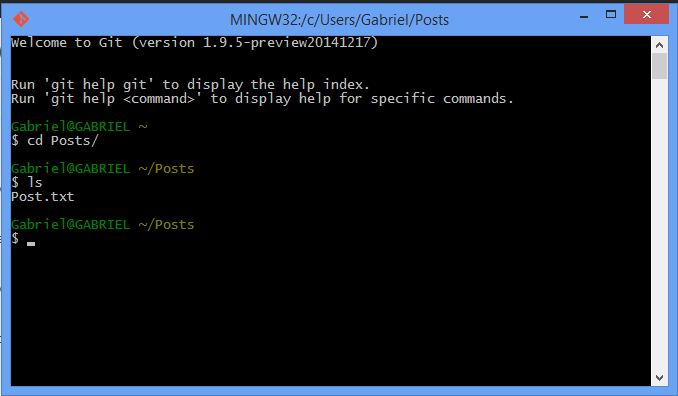 MINGW32:/c/Users/Gabriel/Posts
Welcome to Git (version 1.9.5-preview20141217)
Run 'git help git' to display the help index.
Run 'git help <command>' to display help for specific commands.
Gabriel@GABRIEL ~
$ cd Posts/
Gabriel@GABRIEL ~/Posts
$ ls
Post.txt
Gabriel@GABRIEL ~/Posts
$